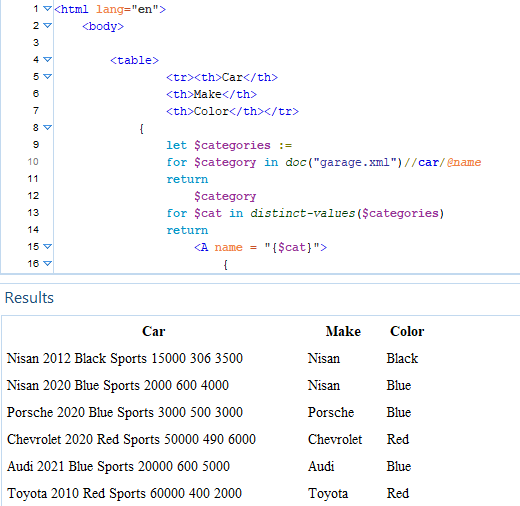 1 <html lang="en">
2 <body>
3
4 <table>
5 <tr><th>Car</th>
6 <th>Make</th>
7 <th>Color</th></tr>
8 {
9 let $categories :=
10 for $category in doc("garage.xml")//car/@name
11 return
12 $category
13 for $cat in distinct-values($categories)
14 return
15 <A name = "{$cat}">
16 {
Results
Car Make Color
Nisan 2012 Black Sports 15000 306 3500 Nisan Black
Nisan 2020 Blue Sports 2000 600 4000 Nisan Blue
Porsche 2020 Blue Sports 3000 500 3000 Porsche Blue
Chevrolet 2020 Red Sports 50000 490 6000 Chevrolet Red
Audi 2021 Blue Sports 20000 600 5000 Audi Blue
Toyota 2010 Red Sports 60000 400 2000 Toyota Red